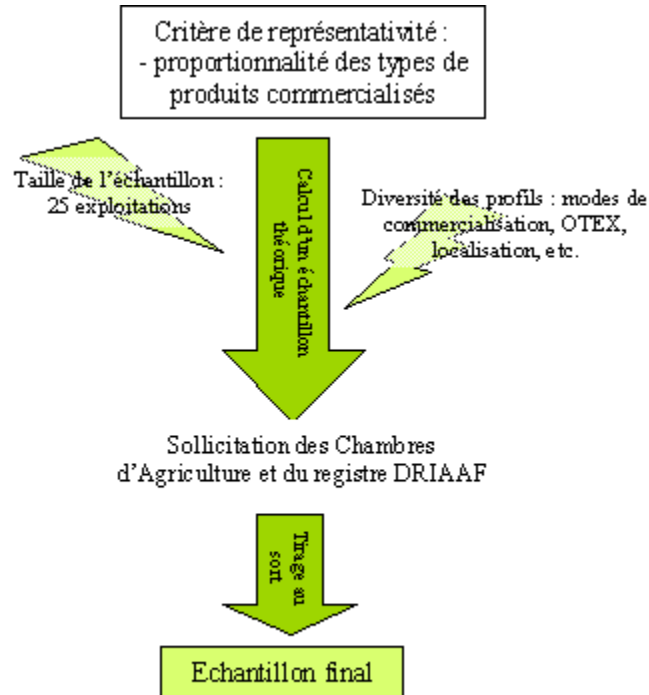 Critère de représentativité :
- proportionnalité des types de
produits commercialisés
Taille de l'échantillon :
25 exploitations
Calcul d'un échantillon
théorique
Diversité des profils : modes de
commercialisation, OTEX,
localisation, etc.
Sollicitation des Chambres
d'Agriculture et du registre DRIAAF
Tirage au
sort
Echantillon final